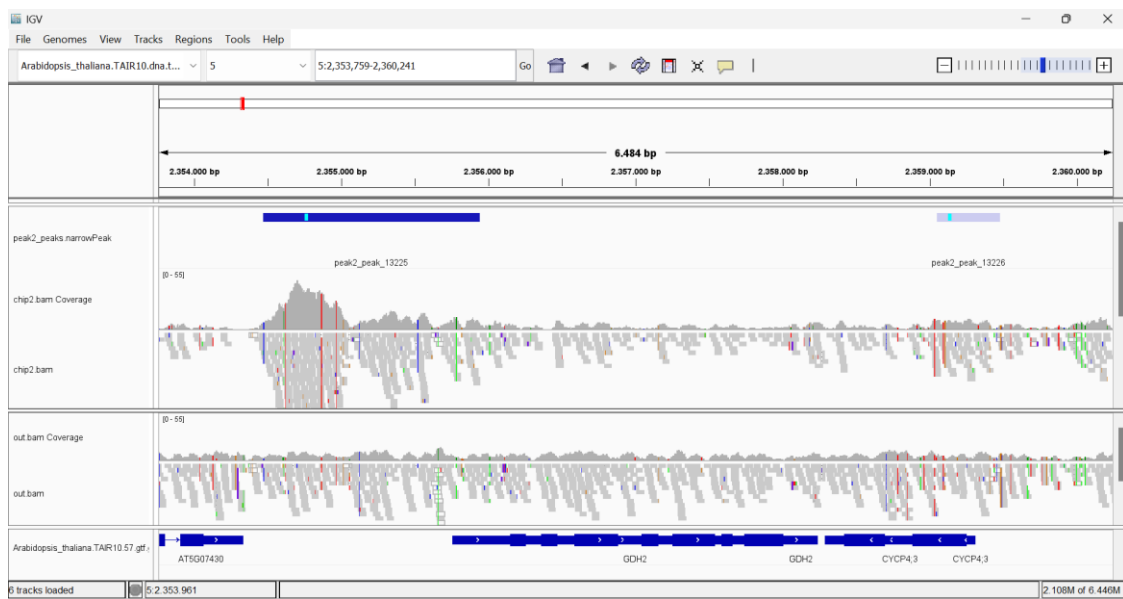 IGV
File Genomes View Tracks Regions Tools Help
Arabidopsis_thaliana.TAIR10.dna.t... 5 5:2,353,759-2,360,241 Go
6.484 bp
2.354.000 bp 2.355.000 bp 2.356.000 bp 2.357.000 bp 2.358.000 bp 2.359.000 bp 2.360.000 bp
peak2_peaks.narrowPeak
peak2_peak_13225 peak2_peak_13226
[0 - 55]
chip2.bam Coverage
chip2.bam
[0 - 55]
out.bam Coverage
out.bam
Arabidopsis_thaliana.TAIR10.57.gtf.
AT5G07430 GDH2 GDH2 CYCP4;3 CYCP4;3
6 tracks loaded 5:2.353.961 2.108M of 6.446M